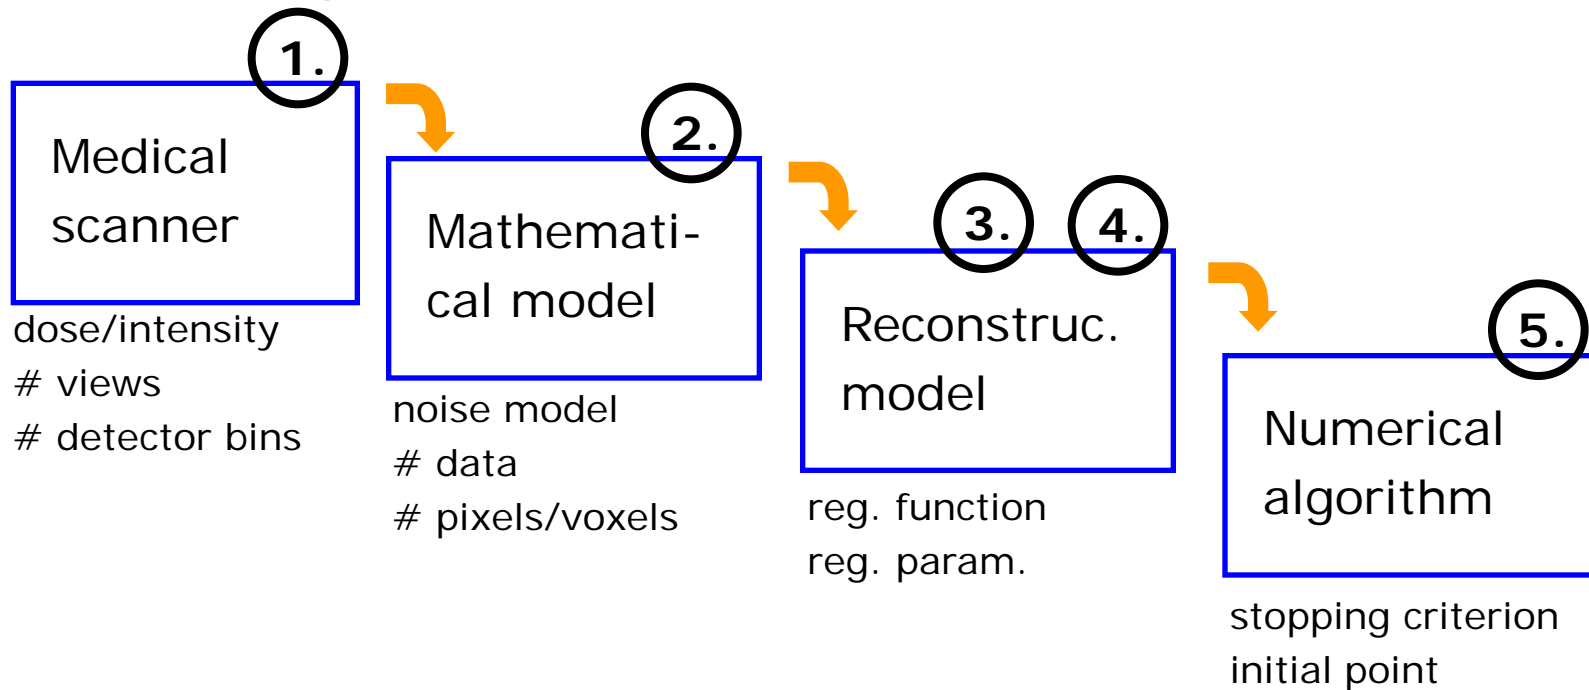 1.
Medical
scanner
dose/intensity
# views
# detector bins
2.
Mathemati-
cal model
noise model
# data
# pixels/voxels
3.
4.
Reconstruc.
model
reg. function
reg. param.
5.
Numerical
algorithm
stopping criterion
initial point